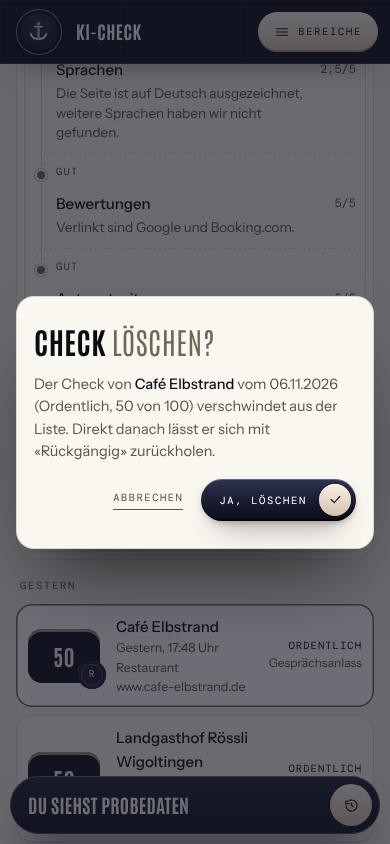 KI-CHECK
BEREICHE
Sprachen
2,5/5
Die Seite ist auf Deutsch ausgezeichnet,
weitere Sprachen haben wir nicht
gefunden.
GUT
Bewertungen
5/5
Verlinkt sind Google und Booking.com.
GUT
CHECK LÖSCHEN?
Der Check von Café Elbstrand vom 06.11.2026
(Ordentlich, 50 von 100) verschwindet aus der
Liste. Direkt danach lässt er sich mit
«Rückgängig» zurückholen.
ABBRECHEN
JA, LÖSCHEN
GESTERN
50
R
Café Elbstrand
Gestern, 17:48 Uhr
Restaurant
www.cafe-elbstrand.de
ORDENTLICH
Gesprächsanlass
Landgasthof Rössli
Wigoltingen
ORDENTLICH
DU SIEHST PROBEDATEN